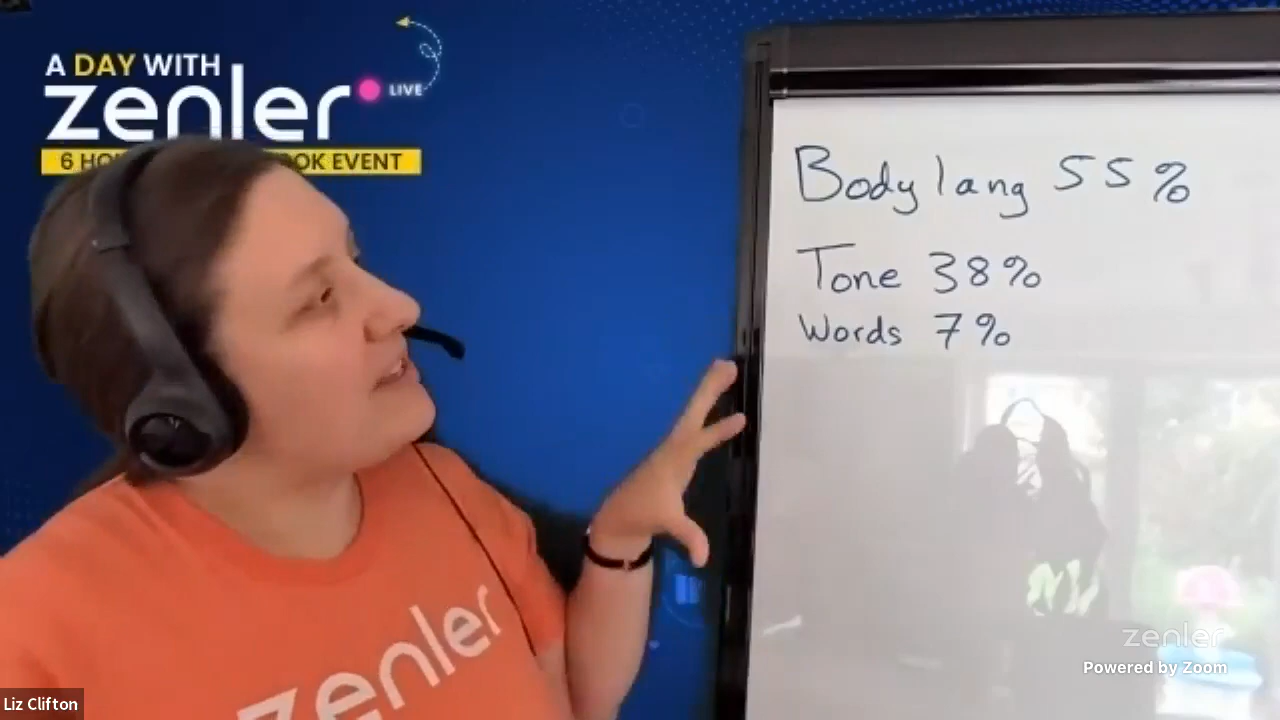 A DAY WITH
zenler LIVE
6 HO OOK EVENT
Body lang 55%
Tone 38%
Words 7%
zenler
zenler
Powered by Zoom
Liz Clifton